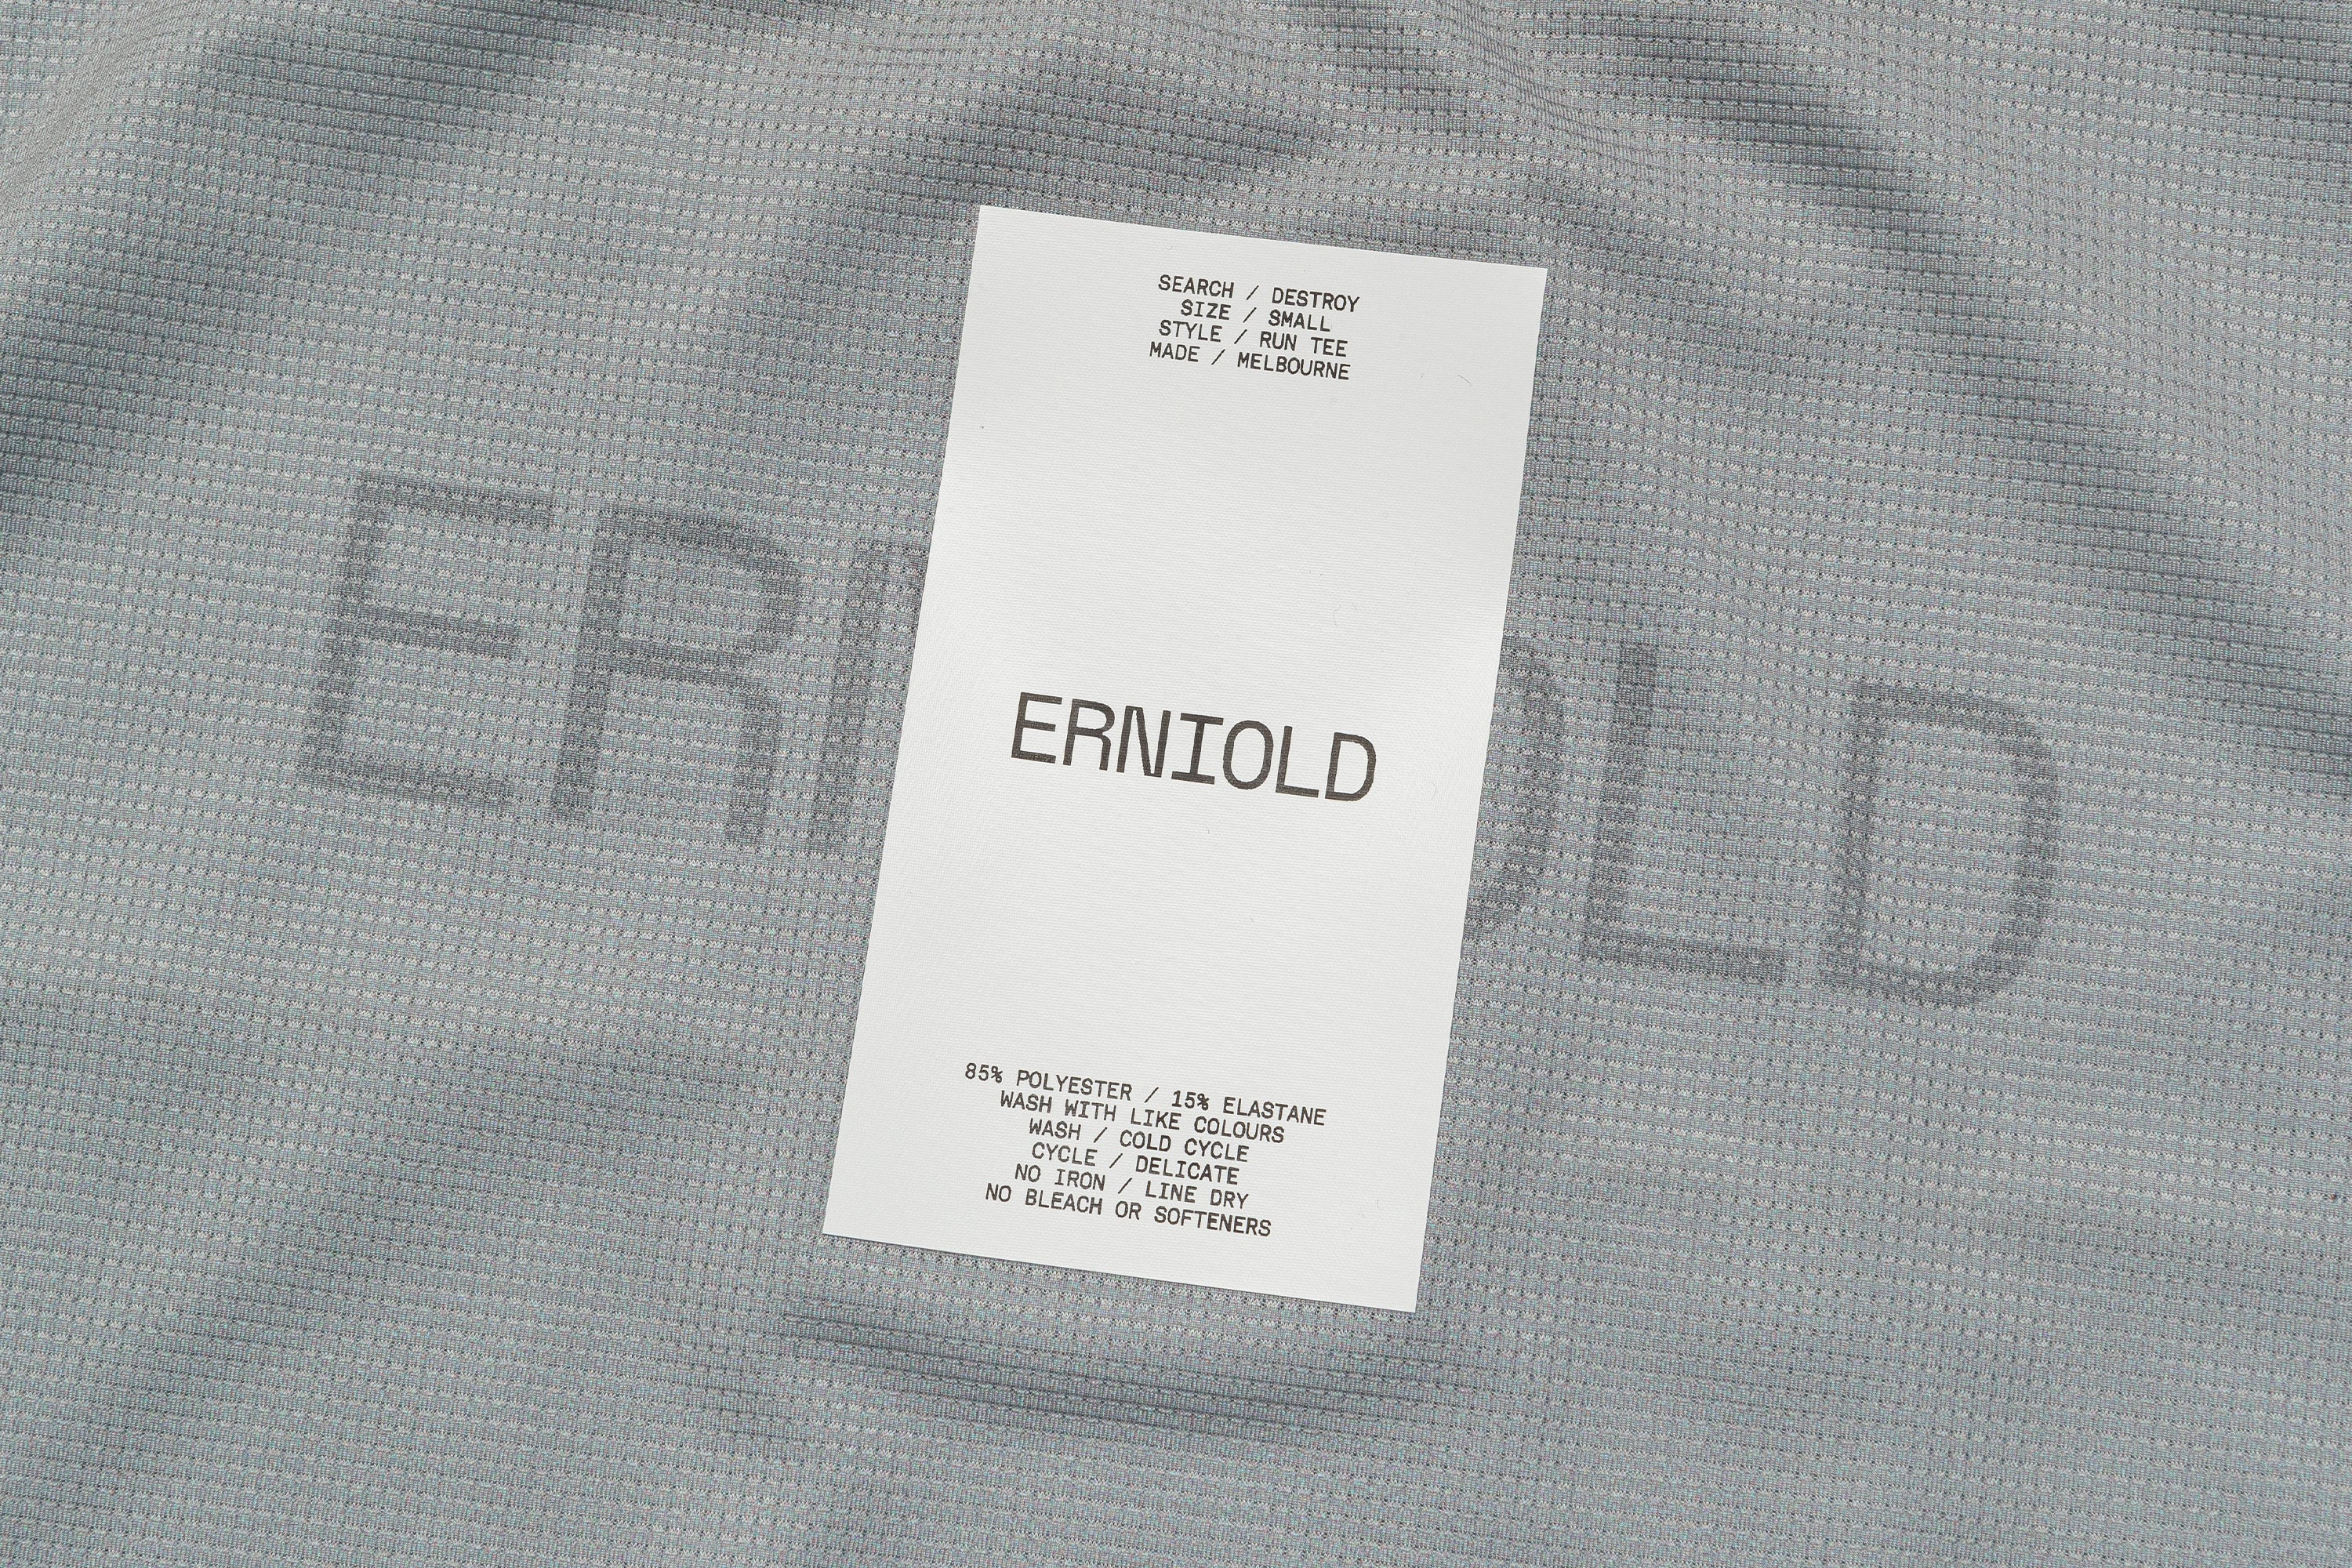 SEARCH / DESTROY
SIZE / SMALL
STYLE / RUN TEE
MADE / MELBOURNE
ERNIOLD
85% POLYESTER / 15% ELASTANE
WASH WITH LIKE COLOURS
WASH / COLD CYCLE
CYCLE / DELICATE
NO IRON / LINE DRY
NO BLEACH OR SOFTENERS